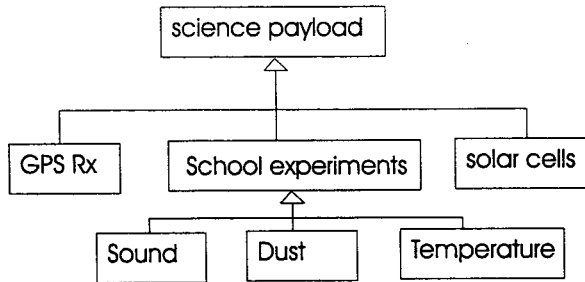 science payload
GPS Rx
School experiments
solar cells
Sound
Dust
Temperature